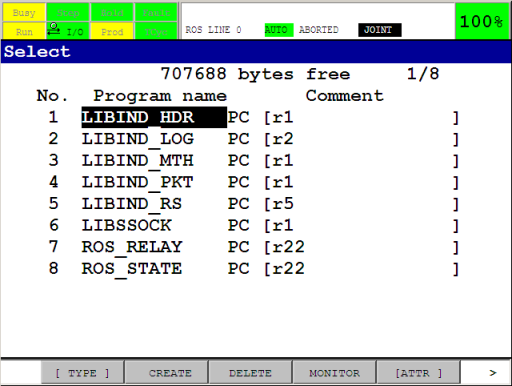 Busy Step Hold Fault
Run I/O Prod TCyc
ROS LINE 0 AUTO ABORTED JOINT 100%
Select
707688 bytes free 1/8
No. Program name Comment
1 LIBIND_HDR PC [r1 ]
2 LIBIND_LOG PC [r2 ]
3 LIBIND_MTH PC [r1 ]
4 LIBIND_PKT PC [r1 ]
5 LIBIND_RS PC [r5 ]
6 LIBSSOCK PC [r1 ]
7 ROS_RELAY PC [r22 ]
8 ROS_STATE PC [r22 ]
[ TYPE ] CREATE DELETE MONITOR [ATTR ] >